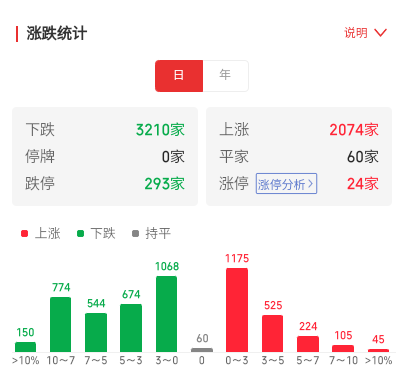 涨跌统计 说明
日 年
下跌 3210家 上涨 2074家
停牌 0家 平家 60家
跌停 293家 涨停 涨停分析 24家
上涨 下跌 持平
150 774 544 674 1068 60 1175 525 224 105 45
>10% 10～7 7～5 5～3 3～0 0 0～3 3～5 5～7 7～10 >10%